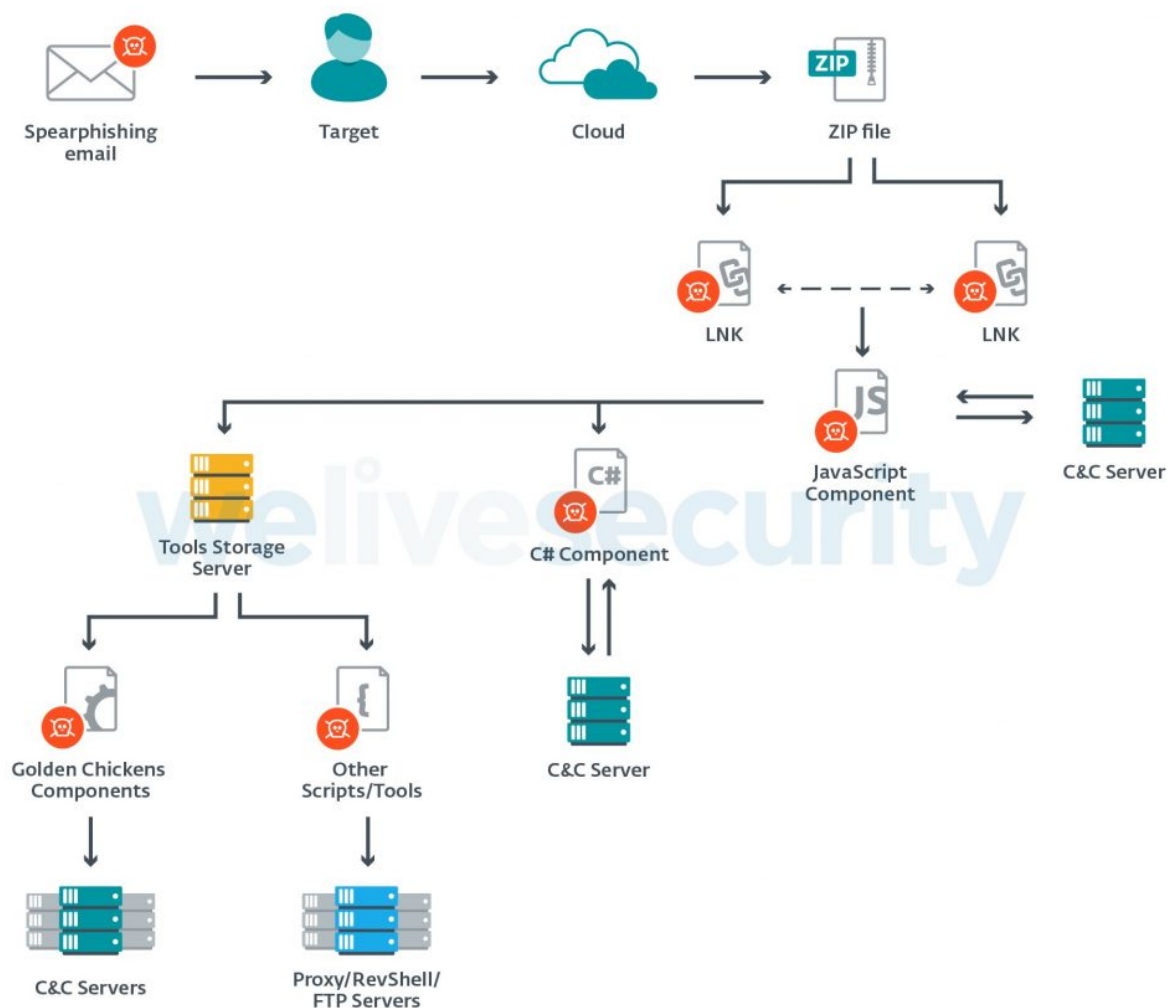 Spearphishing
email
Target
Cloud
ZIP
ZIP file
LNK
LNK
JS
JavaScript
Component
C&C Server
welivesecurity
Tools Storage
Server
C#
C# Component
{
Golden Chickens
Components
Other
Scripts/Tools
C&C Server
C&C Servers
Proxy/RevShell/
FTP Servers